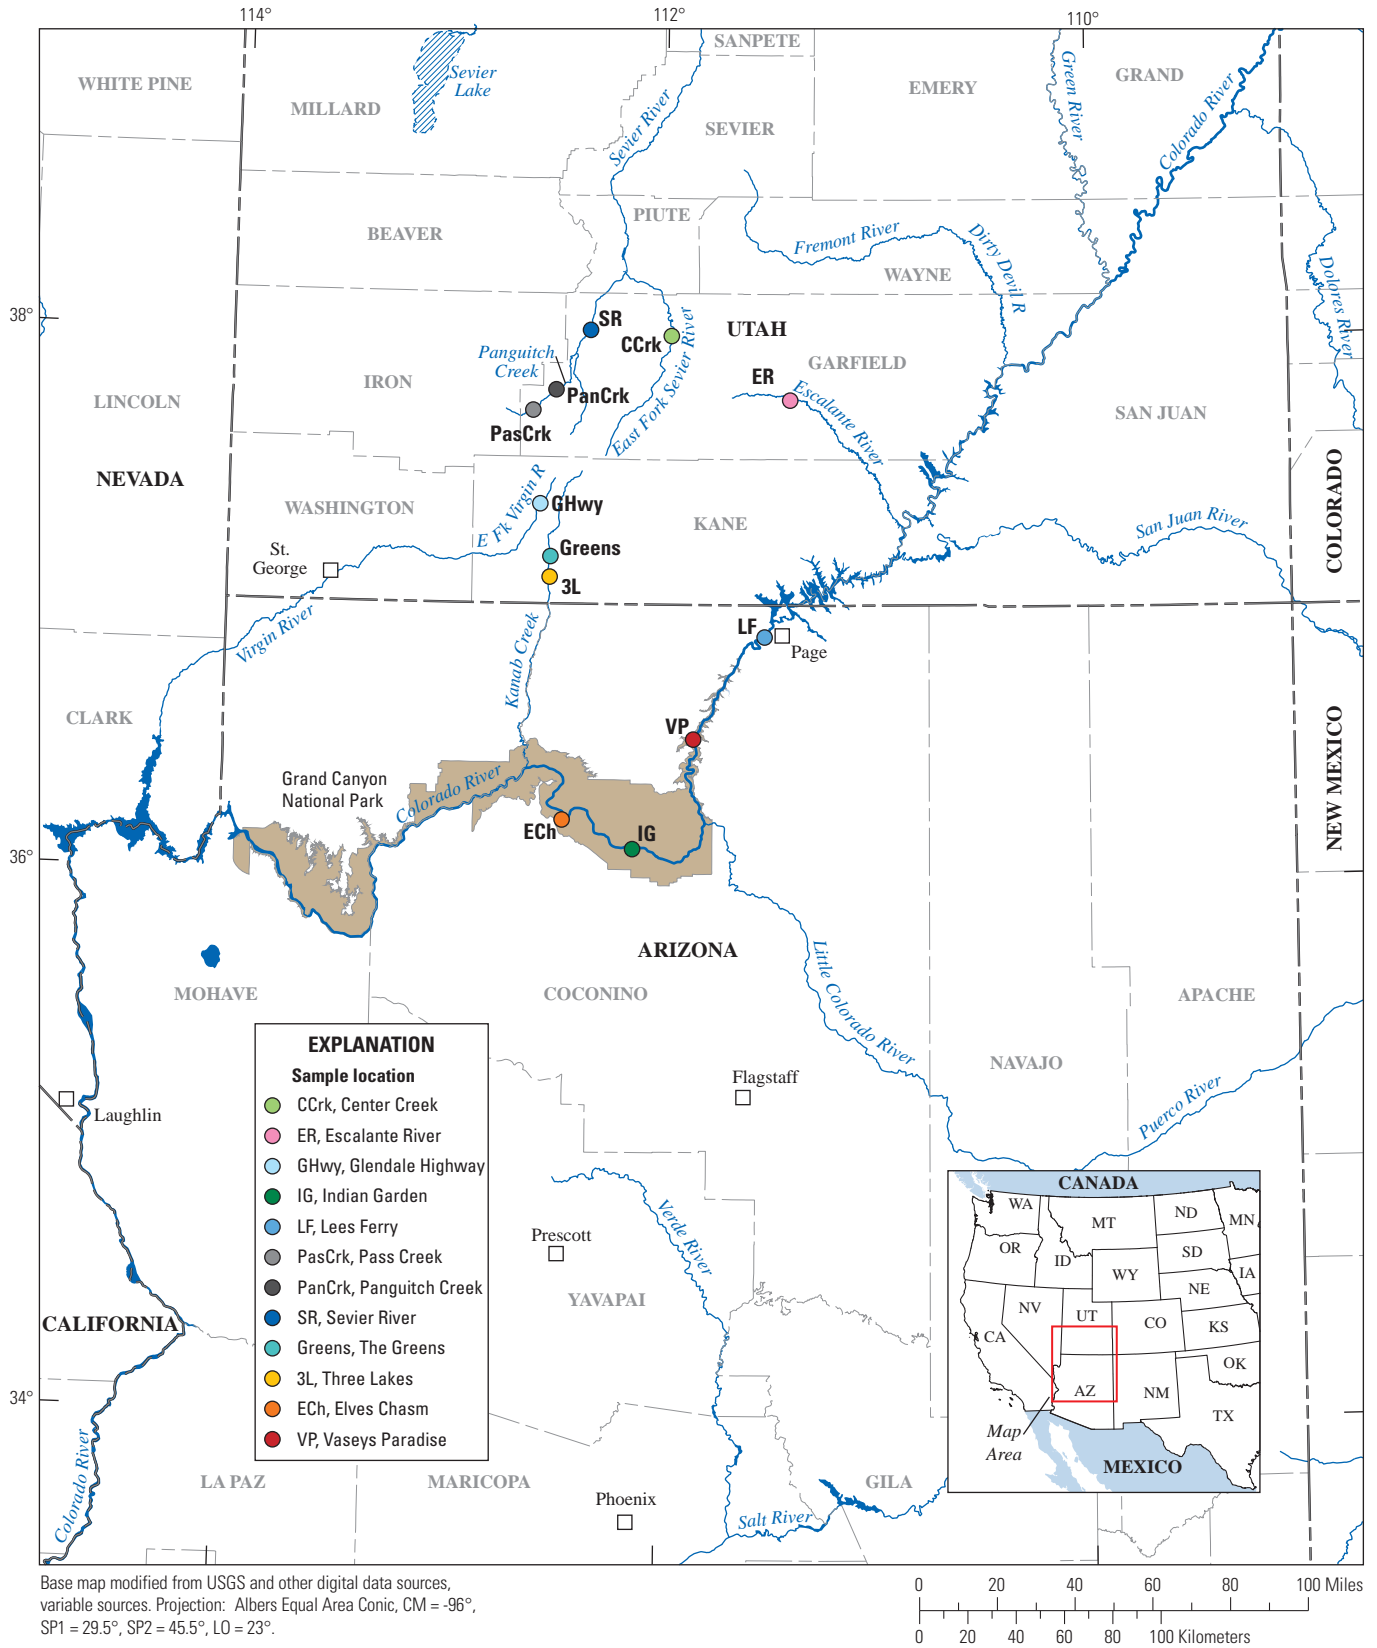 114°
112°
110°
SANPETE
WHITE PINE
MILLARD
Sevier
Lake
Sevier River
SEVIER
EMERY
Green River
GRAND
Colorado River
PIUTE
BEAVER
Fremont River
Dirty Devil R
WAYNE
Dolores River
38°
SR
CCrk
East Fork Sevier River
UTAH
Panguitch
Creek
PanCrk
PasCrk
IRON
GARFIELD
ER
Escalante River
LINCOLN
SAN JUAN
NEVADA
WASHINGTON
E Fk Virgin R
GHwy
KANE
San Juan River
COLORADO
St.
George
Greens
3L
Virgin River
Kanab Creek
LF
Page
CLARK
VP
NEW MEXICO
Grand Canyon
National Park
Colorado River
ECh
IG
36°
ARIZONA
Little Colorado River
MOHAVE
COCONINO
APACHE
NAVAJO
Puerco River
Flagstaff
Laughlin
EXPLANATION
Sample location
CCrk, Center Creek
ER, Escalante River
GHwy, Glendale Highway
IG, Indian Garden
LF, Lees Ferry
PasCrk, Pass Creek
PanCrk, Panguitch Creek
SR, Sevier River
Greens, The Greens
3L, Three Lakes
ECh, Elves Chasm
VP, Vaseys Paradise
Prescott
Verde River
YAVAPAI
CALIFORNIA
34°
Colorado River
LA PAZ
MARICOPA
Phoenix
Salt River
GILA
CANADA
WA
MT
ND
MN
OR
ID
SD
WY
IA
NE
NV
UT
CO
KS
CA
OK
AZ
NM
TX
Map
Area
MEXICO
Base map modified from USGS and other digital data sources,
variable sources. Projection: Albers Equal Area Conic, CM = -96°,
SP1 = 29.5°, SP2 = 45.5°, LO = 23°.
0 20 40 60 80 100 Miles
0 20 40 60 80 100 Kilometers